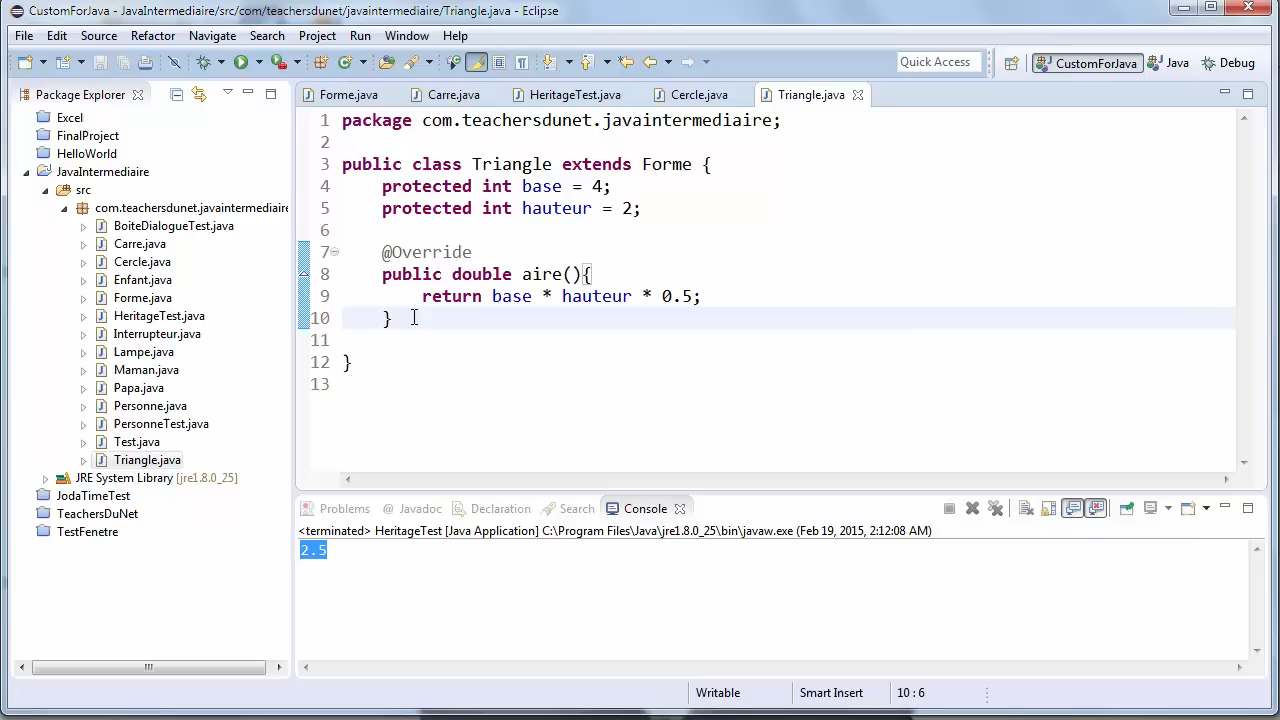 CustomForJava - JavaIntermediaire/src/com/teachersdunet/javaintermediaire/Triangle.java - Eclipse
File Edit Source Refactor Navigate Search Project Run Window Help
Quick Access CustomForJava Java Debug
Package Explorer
Excel
FinalProject
HelloWorld
JavaIntermediaire
src
com.teachersdunet.javaintermediaire
BoiteDialogueTest.java
Carre.java
Cercle.java
Enfant.java
Forme.java
HeritageTest.java
Interrupteur.java
Lampe.java
Maman.java
Papa.java
Personne.java
PersonneTest.java
Test.java
Triangle.java
JRE System Library [jre1.8.0_25]
JodaTimeTest
TeachersDuNet
TestFenetre
Forme.java Carre.java HeritageTest.java Cercle.java Triangle.java
1 package com.teachersdunet.javaintermediaire;
2
3 public class Triangle extends Forme {
4 protected int base = 4;
5 protected int hauteur = 2;
6
7 @Override
8 public double aire(){
9 return base * hauteur * 0.5;
10 }
11
12 }
13
Problems @ Javadoc Declaration Search Console
<terminated> HeritageTest [Java Application] C:\Program Files\Java\jre1.8.0_25\bin\javaw.exe (Feb 19, 2015, 2:12:08 AM)
2.5
Writable Smart Insert 10 : 6